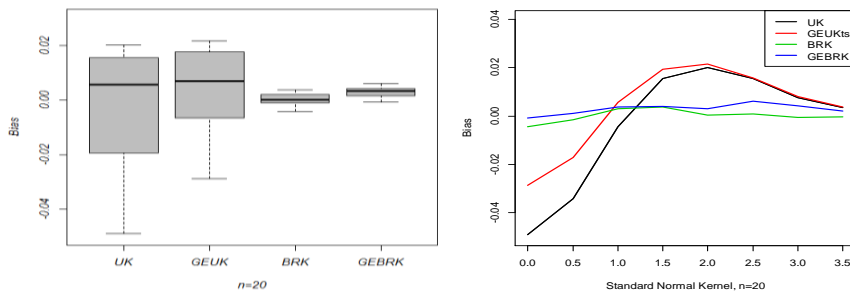 0.02
0.00
-0.02
-0.04
Bias
UK GEUK BRK GEBRK
n=20
0.04
0.02
0.00
-0.02
-0.04
Bias
UK
GEUKts
BRK
GEBRK
0.0 0.5 1.0 1.5 2.0 2.5 3.0 3.5
Standard Normal Kernel, n=20